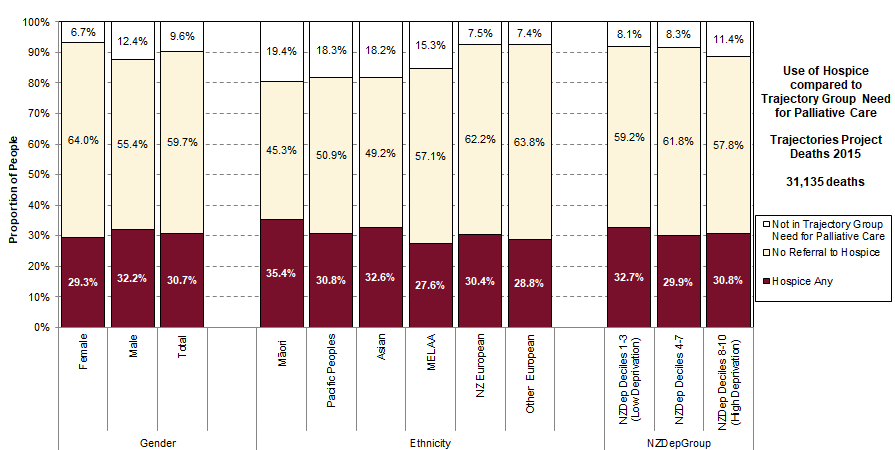 100%
90%
80%
70%
60%
50%
40%
30%
20%
10%
0%
Proportion of People
6.7% 12.4% 9.6% 19.4% 18.3% 18.2% 15.3% 7.5% 7.4% 8.1% 8.3% 11.4%
64.0% 55.4% 59.7% 45.3% 50.9% 49.2% 57.1% 62.2% 63.8% 59.2% 61.8% 57.8%
29.3% 32.2% 30.7% 35.4% 30.8% 32.6% 27.6% 30.4% 28.8% 32.7% 29.9% 30.8%
Female
Male
Total
Māori
Pacific Peoples
Asian
MELAA
NZ European
Other European
NZDep Deciles 1-3
(Low Deprivation)
NZDep Deciles 4-7
NZDep Deciles 8-10
(High Deprivation)
Gender
Ethnicity
NZDepGroup
Use of Hospice
compared to
Trajectory Group Need
for Palliative Care
Trajectories Project
Deaths 2015
31,135 deaths
Not in Trajectory Group
Need for Palliative Care
No Referral to Hospice
Hospice Any